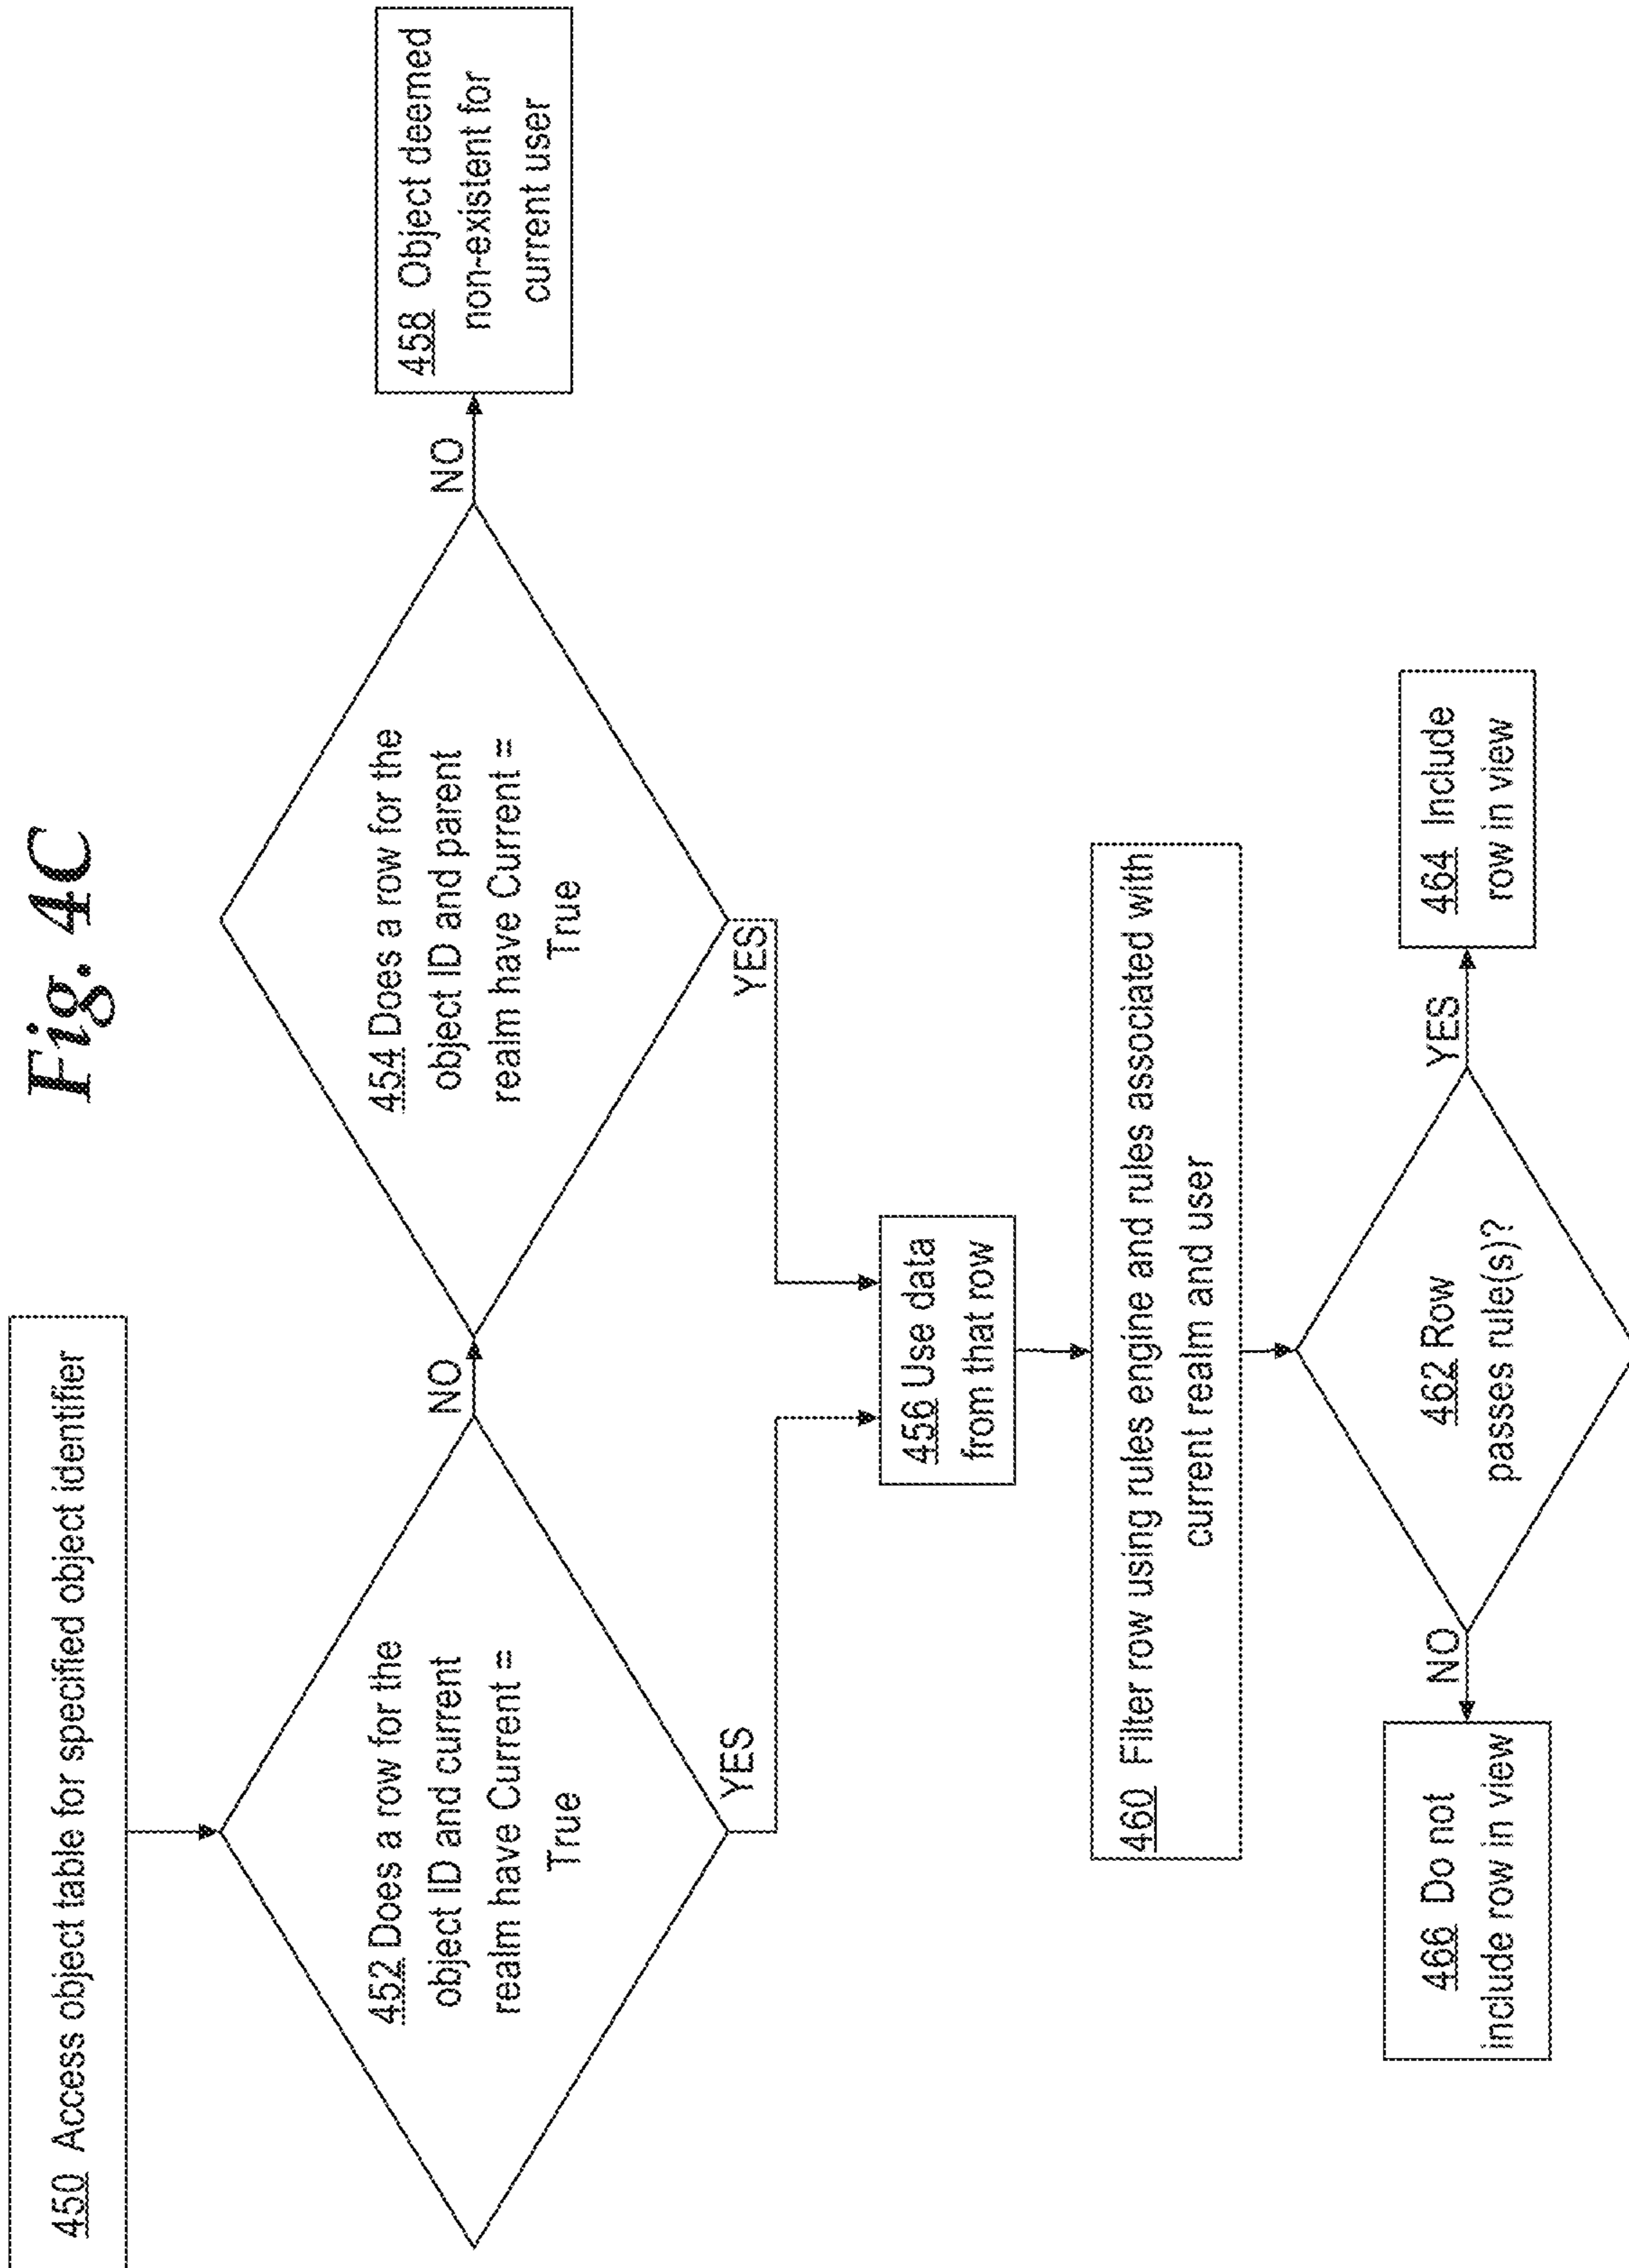 Fig. 4C
450 Access object table for specified object identifier
452 Does a row for the
object ID and current
realm have Current =
True
NO
YES
454 Does a row for the
object ID and parent
realm have Current =
True
NO
YES
458 Object deemed
non-existent for
current user
456 Use data
from that row
460 Filter row using rules engine and rules associated with
current realm and user
462 Row
passes rule(s)?
NO
YES
466 Do not
include row in view
464 Include
row in view